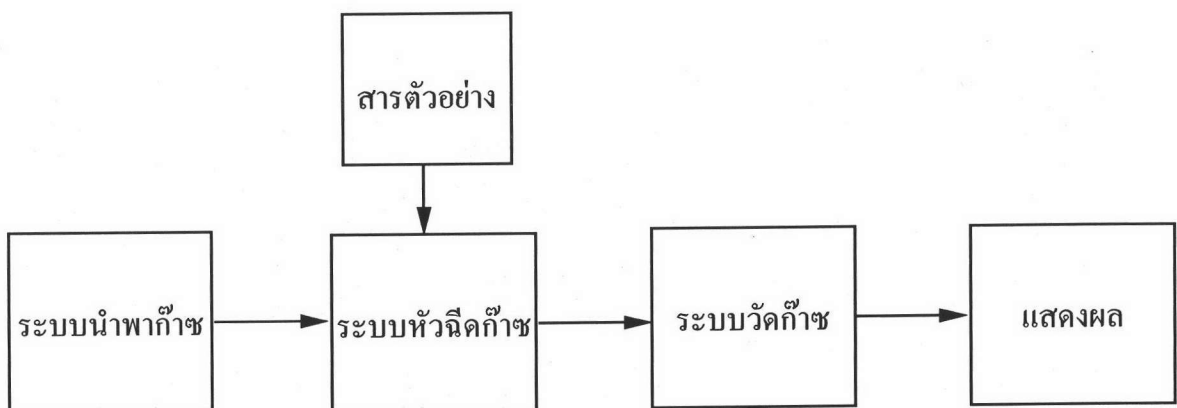 สารตัวอย่าง
ระบบนำพาก๊าซ
ระบบหัวฉีดก๊าซ
ระบบวัดก๊าซ
แสดงผล